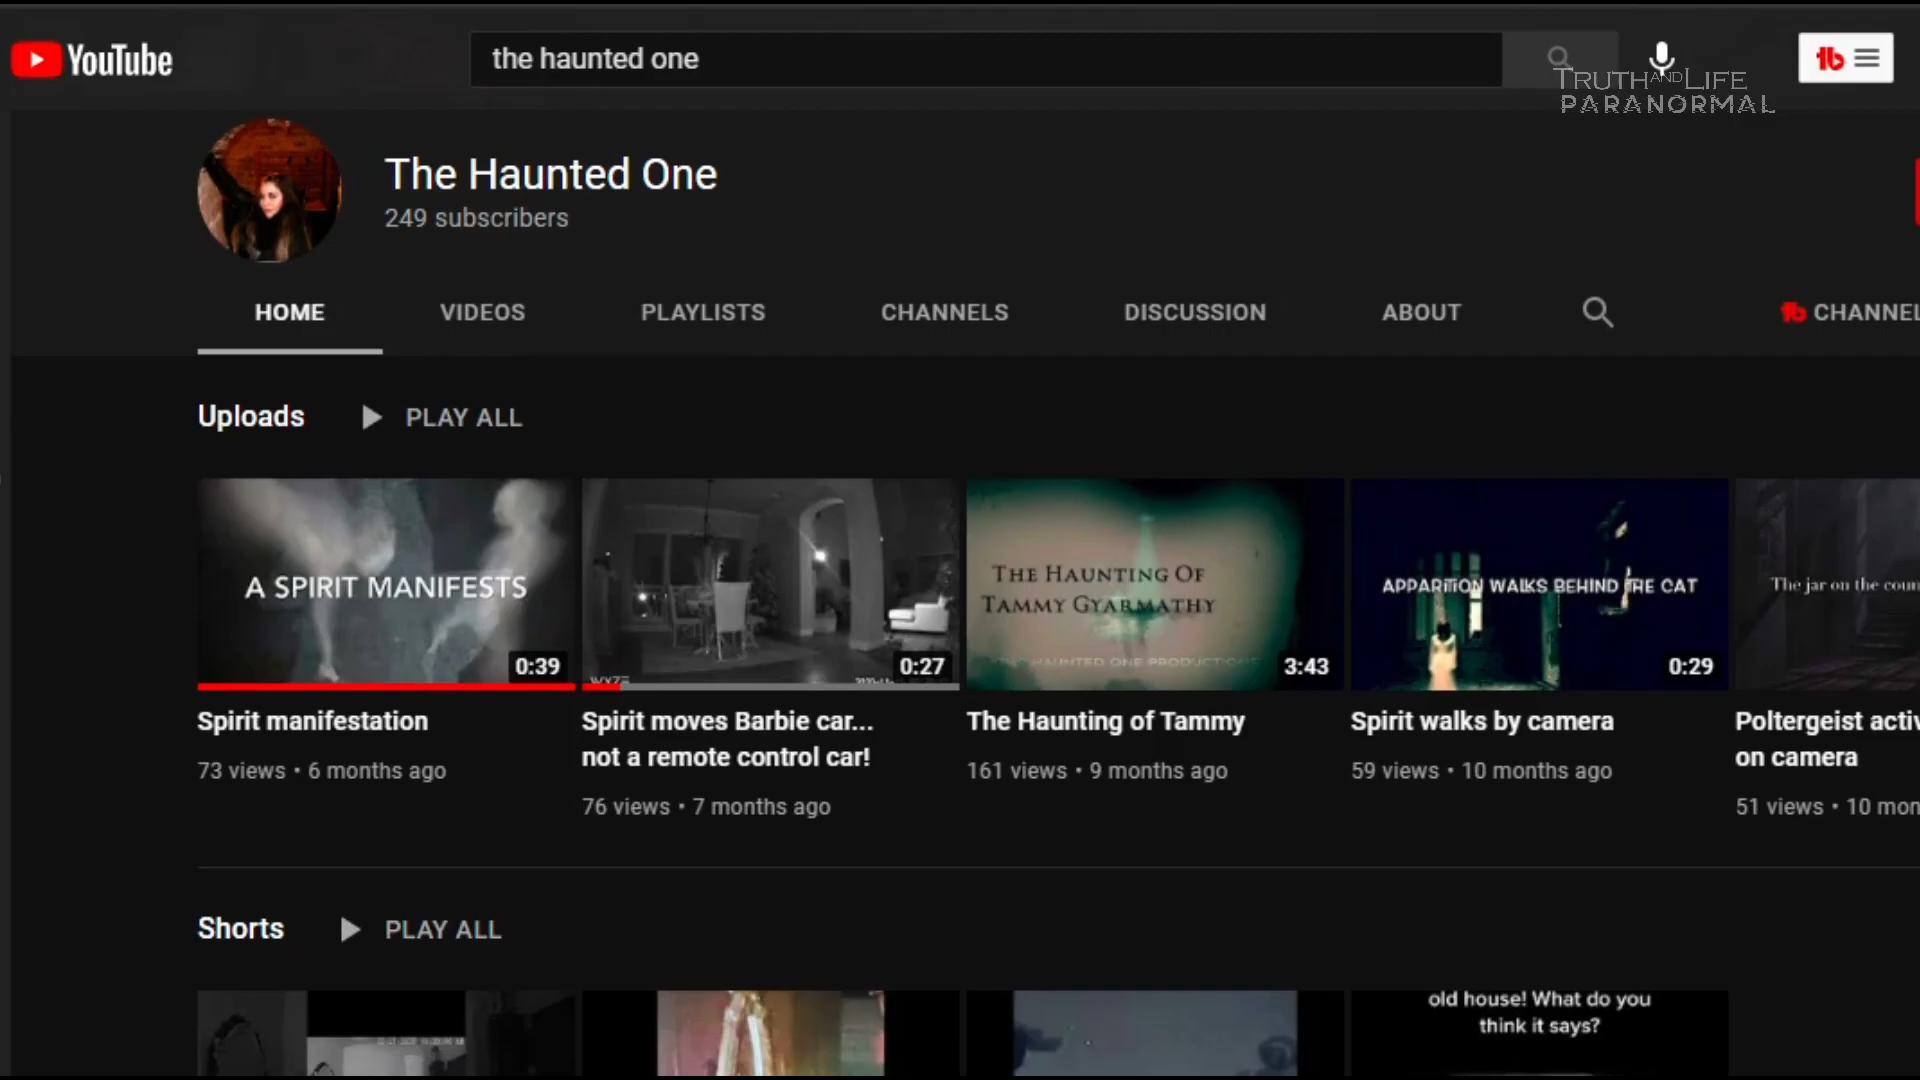 YouTube
the haunted one
TRUTH AND LIFE
PARANORMAL
The Haunted One
249 subscribers
HOME
VIDEOS
PLAYLISTS
CHANNELS
DISCUSSION
ABOUT
CHANNEL
Uploads
PLAY ALL
A SPIRIT MANIFESTS
0:39
0:27
THE HAUNTING OF
TAMMY GYARMATHY
HAUNTED ONE PRODUCTIONS
3:43
APPARITION WALKS BEHIND THE CAT
0:29
The jar on the coun
Spirit manifestation
73 views • 6 months ago
Spirit moves Barbie car...
not a remote control car!
76 views • 7 months ago
The Haunting of Tammy
161 views • 9 months ago
Spirit walks by camera
59 views • 10 months ago
Poltergeist activ
on camera
51 views • 10 mon
Shorts
PLAY ALL
old house! What do you
think it says?